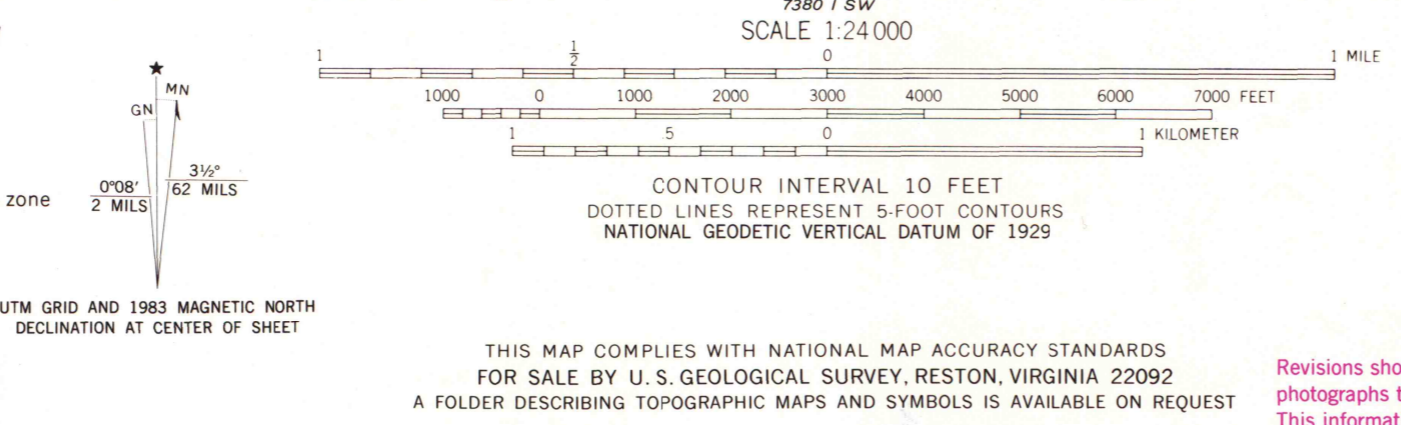 7380 I SW
SCALE 1:24 000
1 ½ 0 1 MILE
1000 0 1000 2000 3000 4000 5000 6000 7000 FEET
1 .5 0 1 KILOMETER
CONTOUR INTERVAL 10 FEET
DOTTED LINES REPRESENT 5-FOOT CONTOURS
NATIONAL GEODETIC VERTICAL DATUM OF 1929
zone
★
MN
GN
3½°
62 MILS
0°08′
2 MILS
UTM GRID AND 1983 MAGNETIC NORTH
DECLINATION AT CENTER OF SHEET
THIS MAP COMPLIES WITH NATIONAL MAP ACCURACY STANDARDS
FOR SALE BY U. S. GEOLOGICAL SURVEY, RESTON, VIRGINIA 22092
A FOLDER DESCRIBING TOPOGRAPHIC MAPS AND SYMBOLS IS AVAILABLE ON REQUEST
Revisions sho
photographs t
This informat